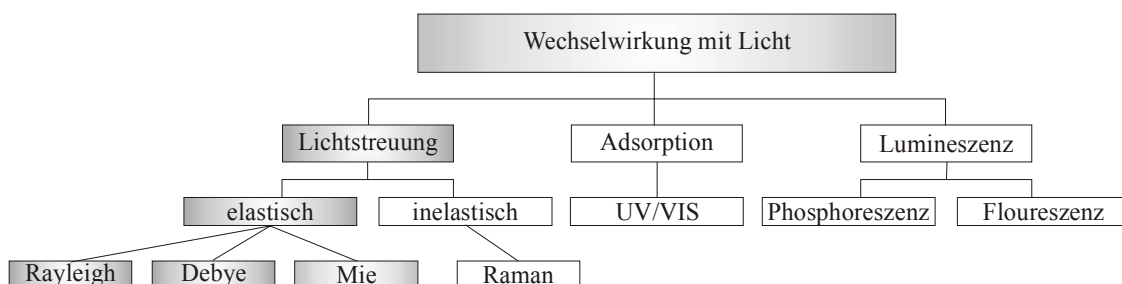 Wechselwirkung mit Licht
Lichtstreuung
Adsorption
Lumineszenz
elastisch
inelastisch
UV/VIS
Phosphoreszenz
Floureszenz
Rayleigh
Debye
Mie
Raman